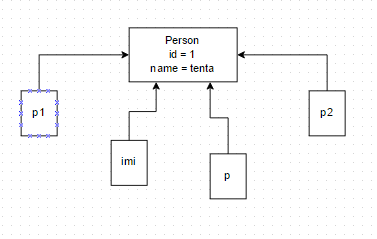 Person
id = 1
name = tenta
p1
p2
imi
p